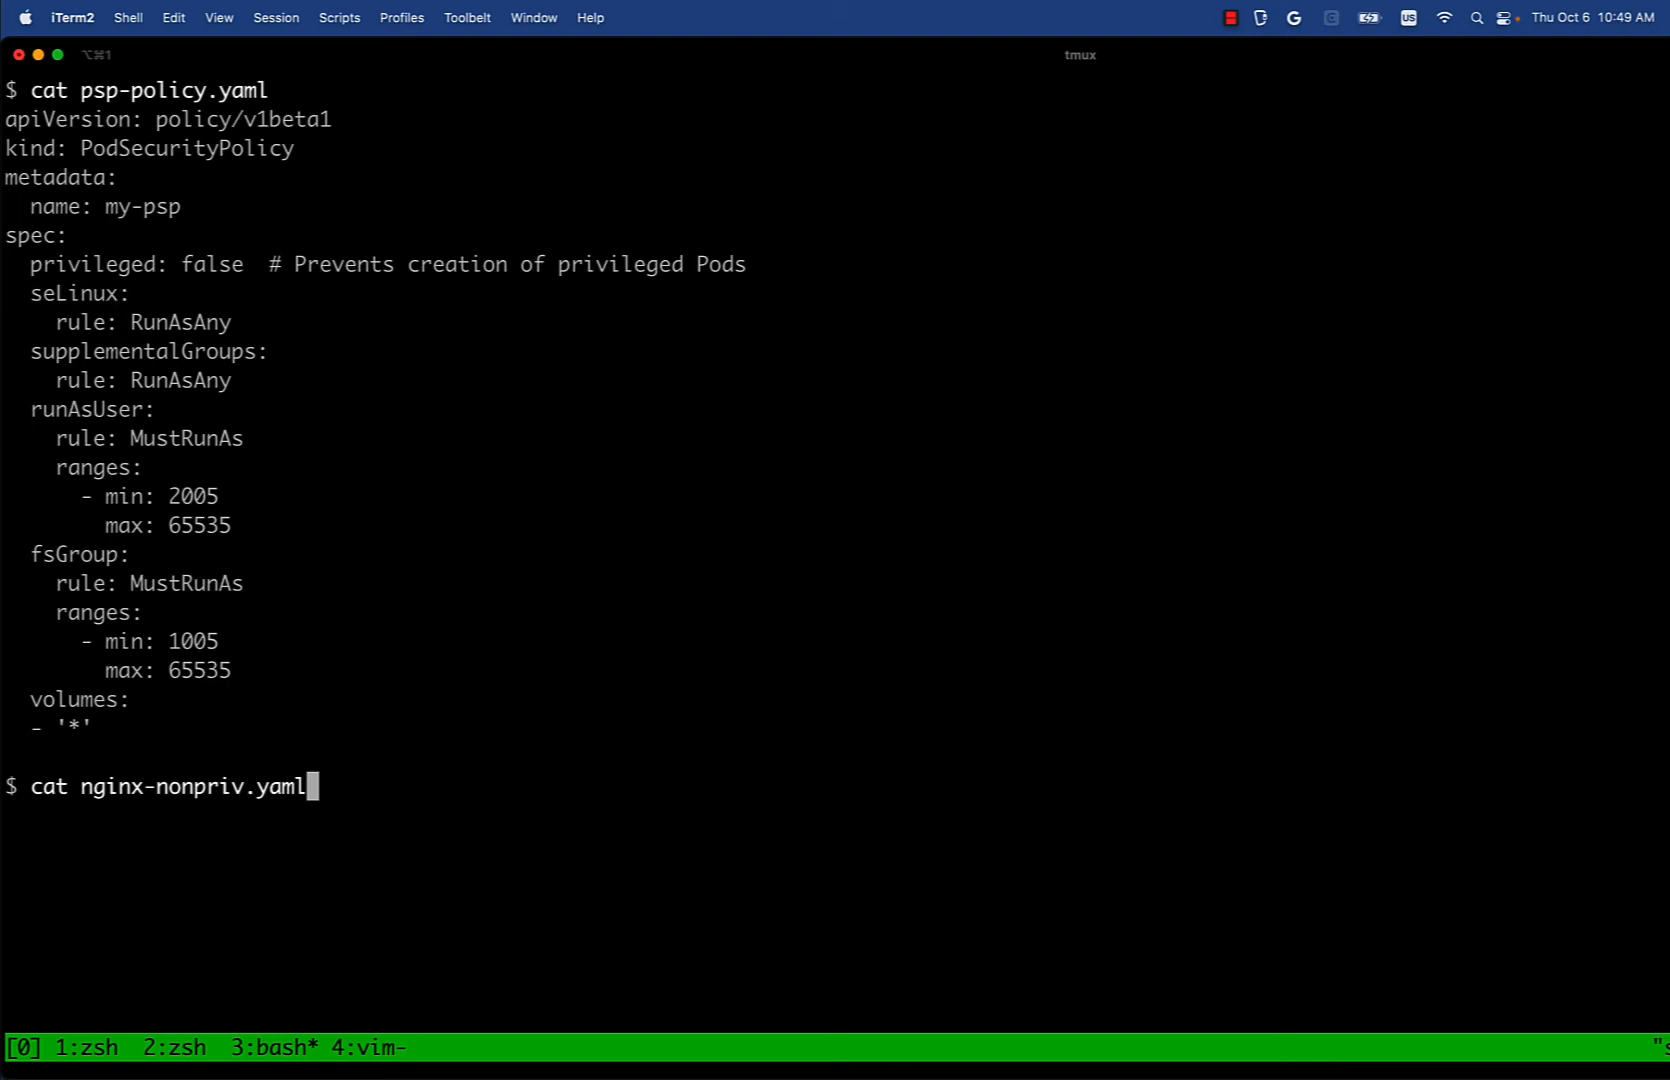 iTerm2 Shell Edit View Session Scripts Profiles Toolbelt Window Help G US Thu Oct 6 10:49 AM
⌥⌘1 tmux
$ cat psp-policy.yaml
apiVersion: policy/v1beta1
kind: PodSecurityPolicy
metadata:
  name: my-psp
spec:
  privileged: false  # Prevents creation of privileged Pods
  seLinux:
    rule: RunAsAny
  supplementalGroups:
    rule: RunAsAny
  runAsUser:
    rule: MustRunAs
    ranges:
      - min: 2005
        max: 65535
  fsGroup:
    rule: MustRunAs
    ranges:
      - min: 1005
        max: 65535
  volumes:
  - '*'
$ cat nginx-nonpriv.yaml
[0] 1:zsh  2:zsh  3:bash* 4:vim-